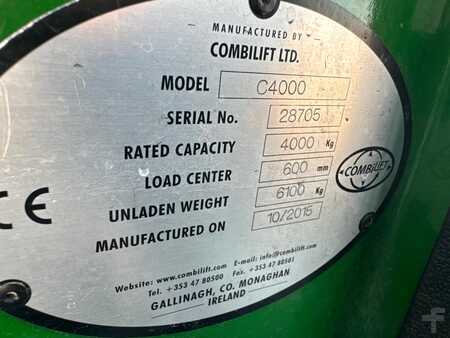 MANUFACTURED BY
COMBILIFT LTD.
MODEL C4000
SERIAL No. 28705
RATED CAPACITY 4000 Kg
LOAD CENTER 600 mm
UNLADEN WEIGHT 6100 Kg
MANUFACTURED ON 10/2015
COMBILIFT
CE
Website: www.combilift.com E-mail: info@combilift.com
Tel. +353 47 80500 Fax. +353 47 80501
GALLINAGH, CO. MONAGHAN
IRELAND